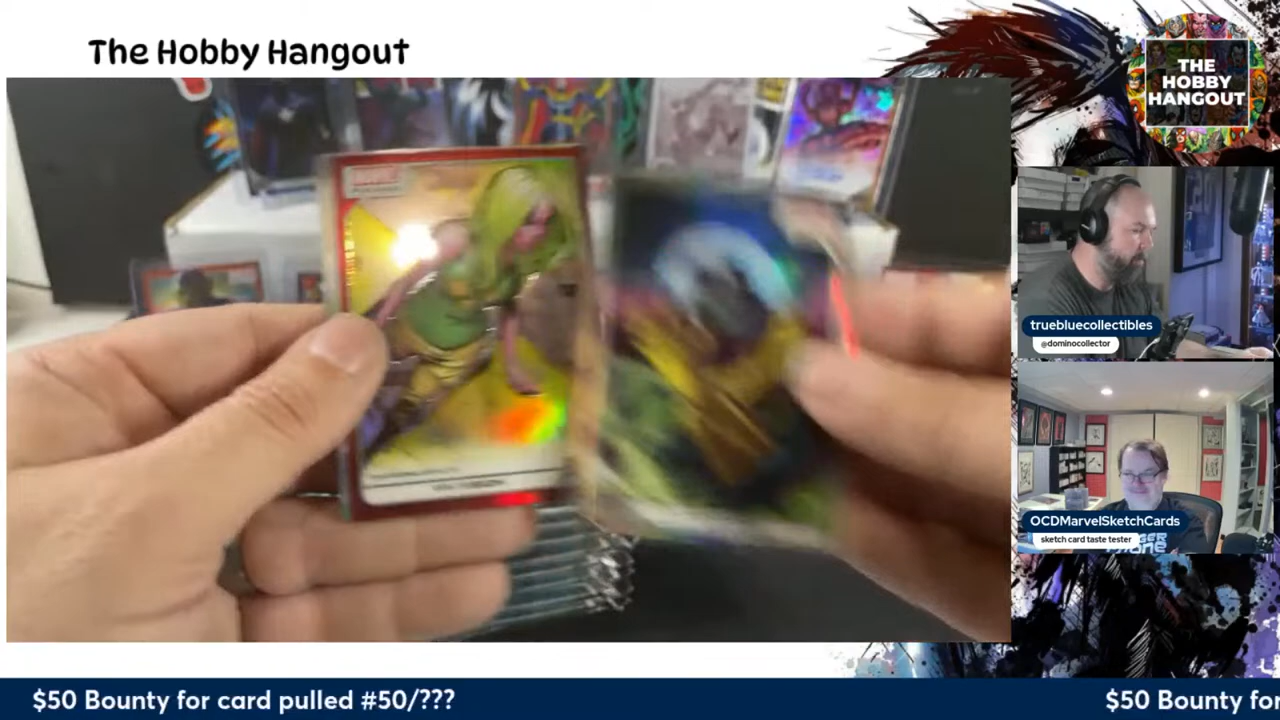 The Hobby Hangout
THE
HOBBY
HANGOUT
MARVEL
truebluecollectibles
@dominocollector
OCDMarvelSketchCards
sketch card taste tester
$50 Bounty for card pulled #50/???
$50 Bounty for